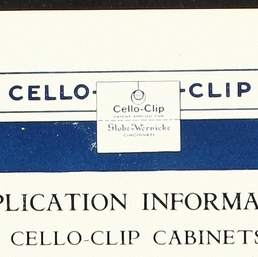 CELLO-
-CLIP
Cello-Clip
PATENT APPLIED FOR
Globe-Wernicke
CINCINNATI
PLICATION INFORMA
CELLO-CLIP CABINETS